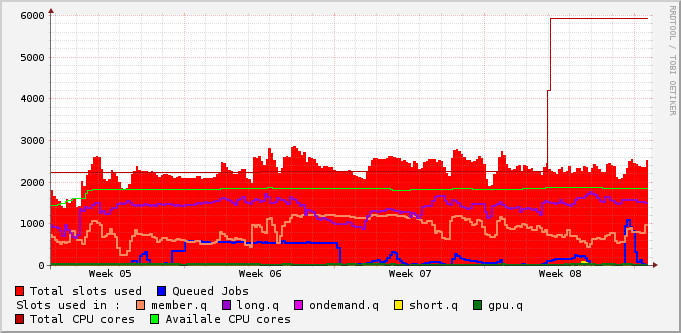 6000
5000
4000
3000
2000
1000
0
Week 05 Week 06 Week 07 Week 08
Total slots used Queued Jobs
Slots used in : member.q long.q ondemand.q short.q gpu.q
Total CPU cores Availale CPU cores
RRDTOOL / TOBI OETIKER